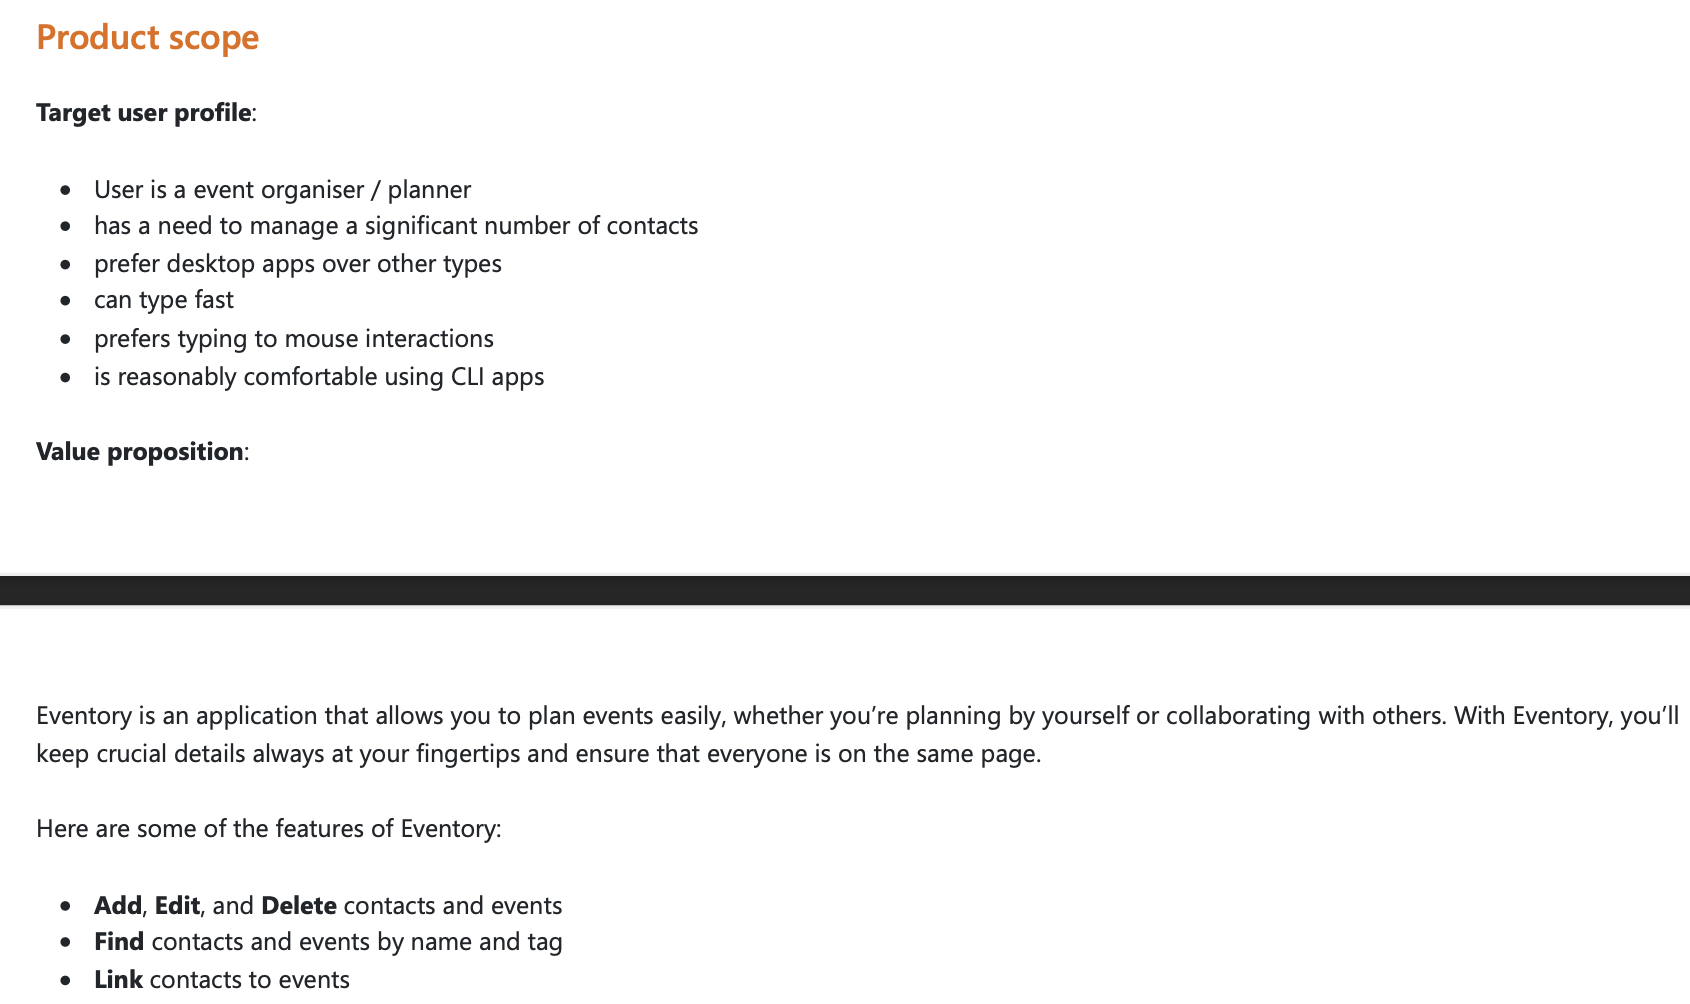 Product scope
Target user profile:
• User is a event organiser / planner
• has a need to manage a significant number of contacts
• prefer desktop apps over other types
• can type fast
• prefers typing to mouse interactions
• is reasonably comfortable using CLI apps
Value proposition:
Eventory is an application that allows you to plan events easily, whether you’re planning by yourself or collaborating with others. With Eventory, you’ll
keep crucial details always at your fingertips and ensure that everyone is on the same page.
Here are some of the features of Eventory:
• Add, Edit, and Delete contacts and events
• Find contacts and events by name and tag
• Link contacts to events